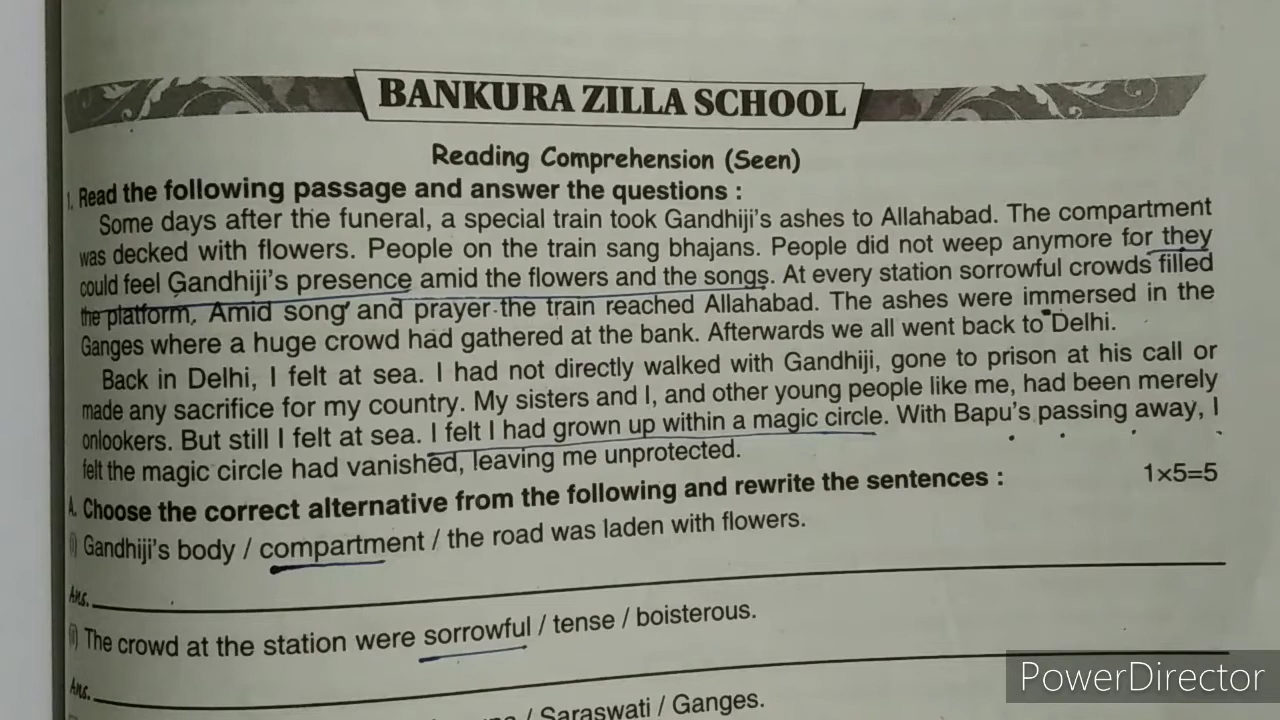 BANKURA ZILLA SCHOOL
Reading Comprehension (Seen)
1. Read the following passage and answer the questions :
Some days after the funeral, a special train took Gandhiji's ashes to Allahabad. The compartment
was decked with flowers. People on the train sang bhajans. People did not weep anymore for they
could feel Gandhiji's presence amid the flowers and the songs. At every station sorrowful crowds filled
the platform. Amid song and prayer the train reached Allahabad. The ashes were immersed in the
Ganges where a huge crowd had gathered at the bank. Afterwards we all went back to Delhi.
Back in Delhi, I felt at sea. I had not directly walked with Gandhiji, gone to prison at his call or
made any sacrifice for my country. My sisters and I, and other young people like me, had been merely
onlookers. But still I felt at sea. I felt I had grown up within a magic circle. With Bapu's passing away, I
felt the magic circle had vanished, leaving me unprotected.
A. Choose the correct alternative from the following and rewrite the sentences : 1×5=5
(i) Gandhiji's body / compartment / the road was laden with flowers.
Ans.
(ii) The crowd at the station were sorrowful / tense / boisterous.
Ans.
/ Saraswati / Ganges.
PowerDirector